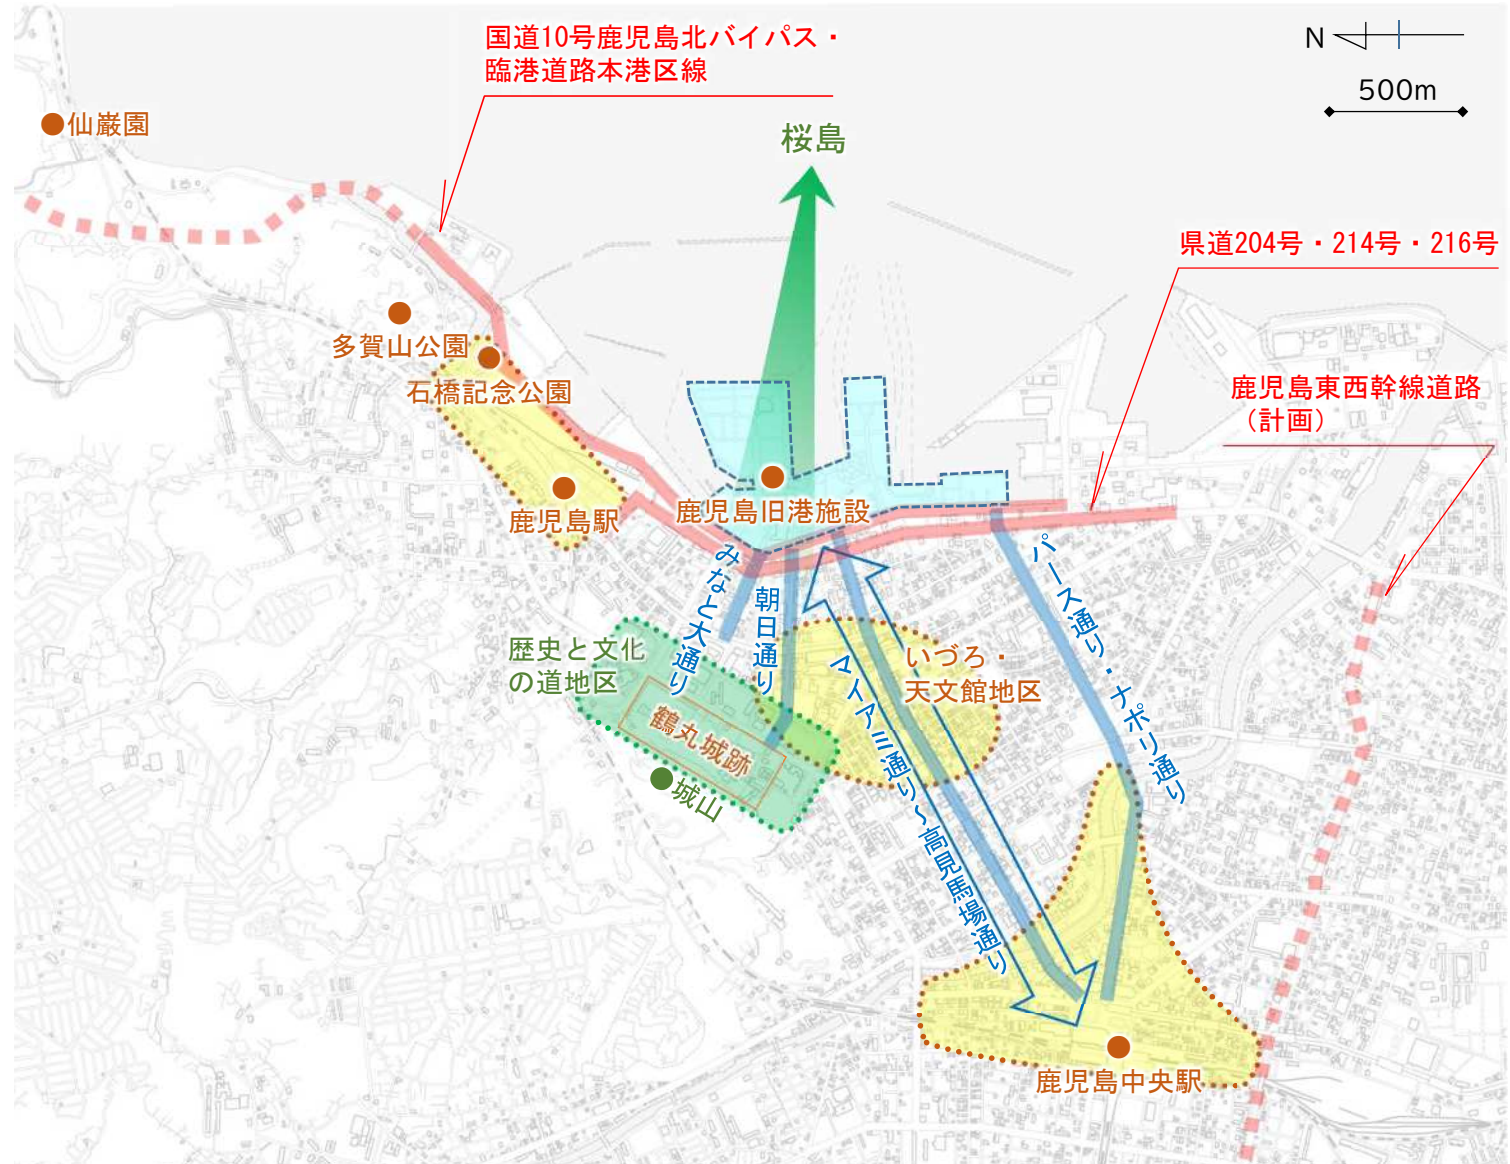 国道10号鹿児島北バイパス・
臨港道路本港区線
N
500m
仙巌園
桜島
県道204号・214号・216号
多賀山公園
石橋記念公園
鹿児島東西幹線道路
（計画）
鹿児島駅
鹿児島旧港施設
みなと大通り
朝日通り
パース通り・ナポリ通り
歴史と文化
の道地区
いづろ・
天文館地区
マイアミ通り～高見馬場通り
鶴丸城跡
城山
鹿児島中央駅